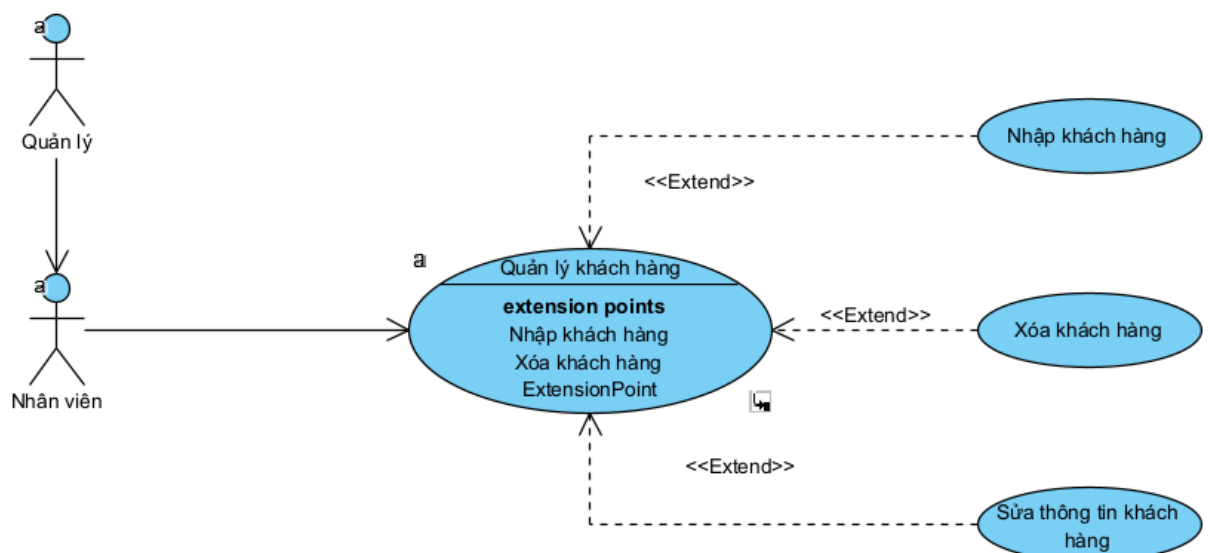 a
Quản lý
Nhập khách hàng
<<Extend>>
a
Quản lý khách hàng
extension points
Nhập khách hàng
Xóa khách hàng
ExtensionPoint
<<Extend>>
Xóa khách hàng
a
Nhân viên
<<Extend>>
Sửa thông tin khách
hàng